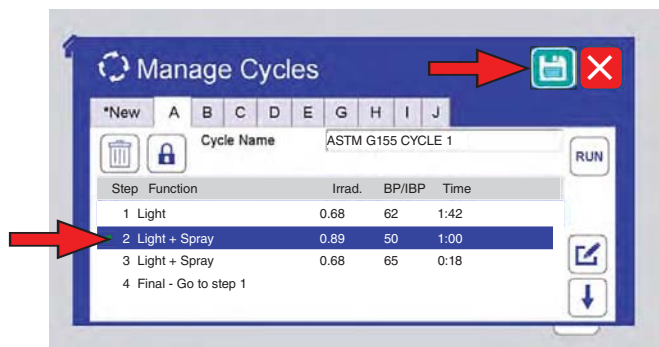 Manage Cycles
*New A B C D E G H I J
Cycle Name ASTM G155 CYCLE 1
RUN
Step Function Irrad. BP/IBP Time
1 Light 0.68 62 1:42
2 Light + Spray 0.89 50 1:00
3 Light + Spray 0.68 65 0:18
4 Final - Go to step 1